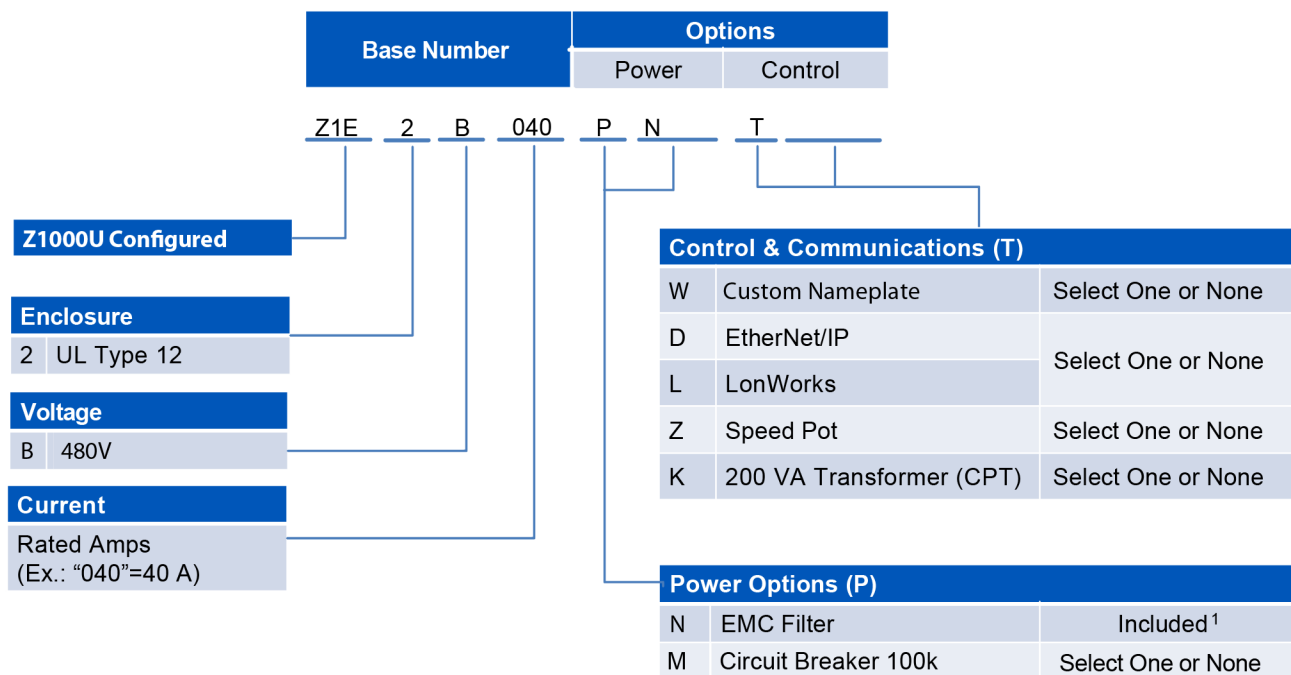 Base Number
Options
Power Control
Z1E 2 B 040 P N T
Z1000U Configured
Enclosure
2 UL Type 12
Voltage
B 480V
Current
Rated Amps
(Ex.: “040”=40 A)
Control & Communications (T)
W Custom Nameplate Select One or None
D EtherNet/IP
Select One or None
L LonWorks
Z Speed Pot Select One or None
K 200 VA Transformer (CPT) Select One or None
Power Options (P)
N EMC Filter Included¹
M Circuit Breaker 100k Select One or None